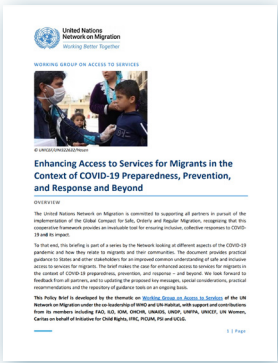 United Nations
Network on Migration
Working Better Together
WORKING GROUP ON ACCESS TO SERVICES
Enhancing Access to Services for Migrants in the
Context of COVID-19 Preparedness, Prevention,
and Response and Beyond
OVERVIEW
The United Nations Network on Migration is committed to supporting all partners in pursuit of the
implementation of the Global Compact for Safe, Orderly and Regular Migration, recognizing that this
cooperative framework provides an invaluable tool for ensuring inclusive, collective responses to COVID-
19 and its impact.
To that end, this briefing is part of a series by the Network looking at aspects of the COVID-19
pandemic and how they relate to migrants and their communities. The document provides practical
guidance to States and other stakeholders for an improved common understanding of safe and inclusive
access to services for migrants. The brief makes the case for enhanced access to services for migrants in
the context of COVID-19 preparedness, prevention, and response – and beyond. We look forward to
feedback from all partners, and to updating the proposed key messages, special considerations, practical
recommendations and the repository of guidance tools on an ongoing basis.
This Policy Brief is developed by the thematic Working Group on Access to Services of the UN
Network on Migration under the co-leadership of WHO and UN-Habitat, with support and contributions
from its members including FAO, ILO, IOM, OHCHR, UNAIDS, UNDP, UNFPA, UNICEF, UN Women,
Caritas on behalf of Initiative for Child Rights, IFRC, PICUM, PSI and UCLG.
1 | Page